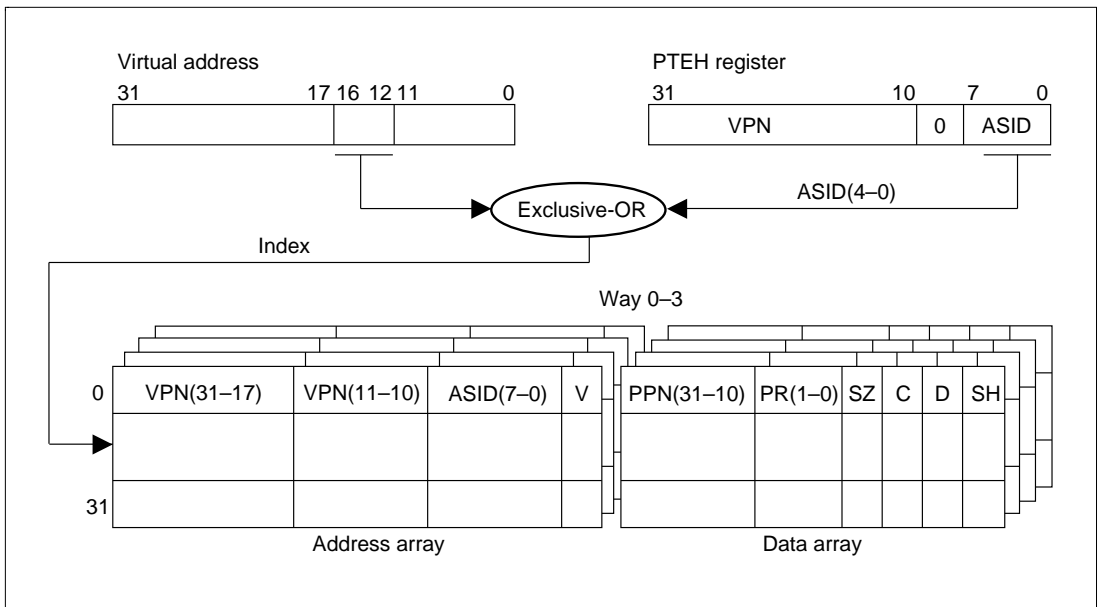 Virtual address
31 17 16 12 11 0
PTEH register
31 10 7 0
VPN 0 ASID
Exclusive-OR
ASID(4–0)
Index
Way 0–3
0 VPN(31–17) VPN(11–10) ASID(7–0) V PPN(31–10) PR(1–0) SZ C D SH
31
Address array Data array